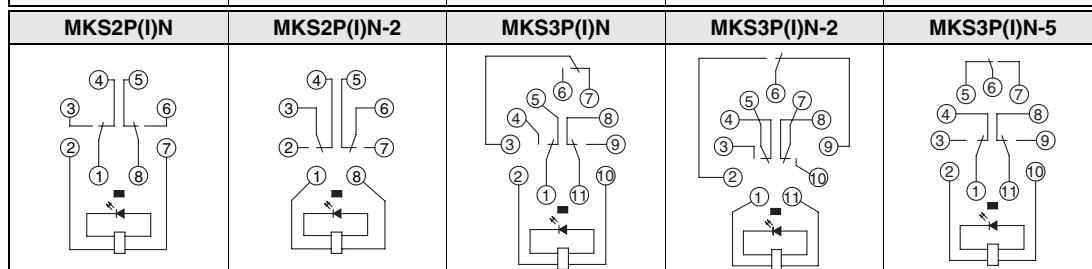 MKS2P(I)N MKS2P(I)N-2 MKS3P(I)N MKS3P(I)N-2 MKS3P(I)N-5
4 5 3 6 2 7 1 8
4 5 3 6 2 7 1 8
6 7 5 4 8 3 9 2 10 1 11
6 5 7 4 8 3 9 2 10 1 11
5 6 7 4 8 3 9 2 10 1 11